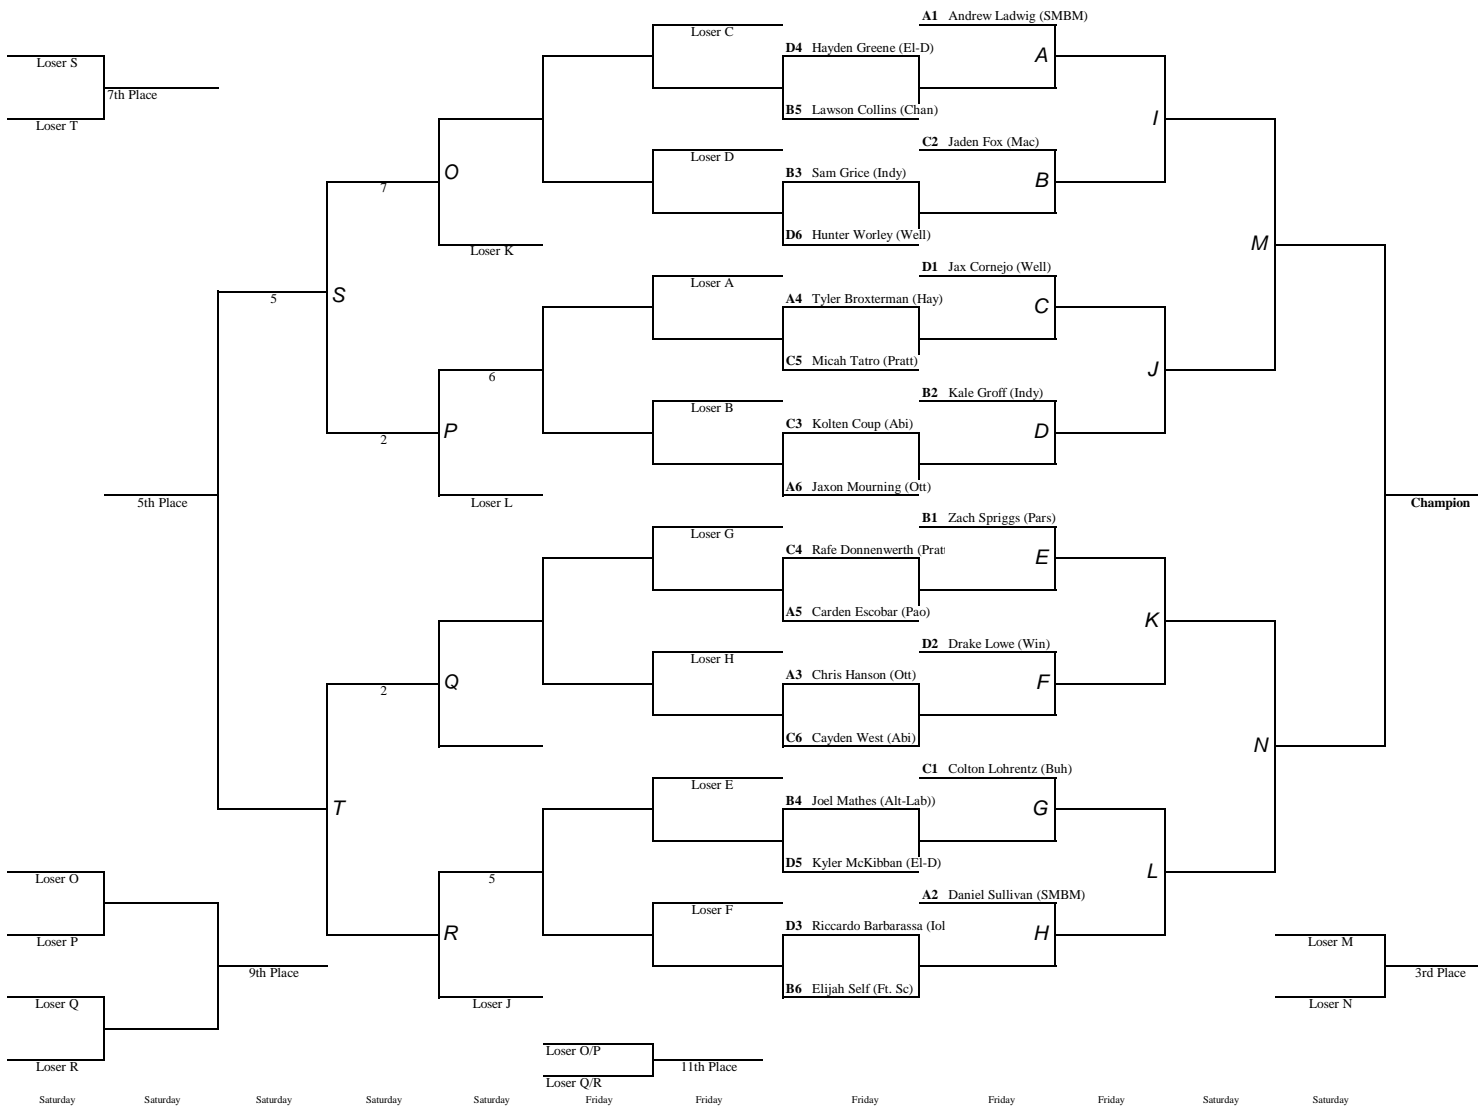 A1 Andrew Ladwig (SMBM)
Loser C
D4 Hayden Greene (El-D)
A
Loser S
7th Place
B5 Lawson Collins (Chan)
I
Loser T
C2 Jaden Fox (Mac)
Loser D
O
B3 Sam Grice (Indy)
B
7
D6 Hunter Worley (Well)
M
Loser K
D1 Jax Cornejo (Well)
Loser A
5
S
A4 Tyler Broxterman (Hay)
C
C5 Micah Tatro (Pratt)
J
6
B2 Kale Groff (Indy)
Loser B
2
P
C3 Kolten Coup (Abi)
D
A6 Jaxon Mourning (Ott)
5th Place
Loser L
Champion
B1 Zach Spriggs (Pars)
Loser G
C4 Rafe Donnenwerth (Prat
E
A5 Carden Escobar (Pao)
K
D2 Drake Lowe (Win)
Loser H
2
Q
A3 Chris Hanson (Ott)
F
C6 Cayden West (Abi)
N
C1 Colton Lohrentz (Buh)
Loser E
T
B4 Joel Mathes (Alt-Lab))
G
D5 Kyler McKibban (El-D)
L
Loser O
5
A2 Daniel Sullivan (SMBM)
Loser F
R
D3 Riccardo Barbarassa (Iol
H
Loser P
Loser M
9th Place
3rd Place
B6 Elijah Self (Ft. Sc)
Loser Q
Loser J
Loser N
Loser O/P
Loser R
11th Place
Loser Q/R
Saturday Saturday Saturday Saturday Saturday Friday Friday Friday Friday Friday Saturday Saturday